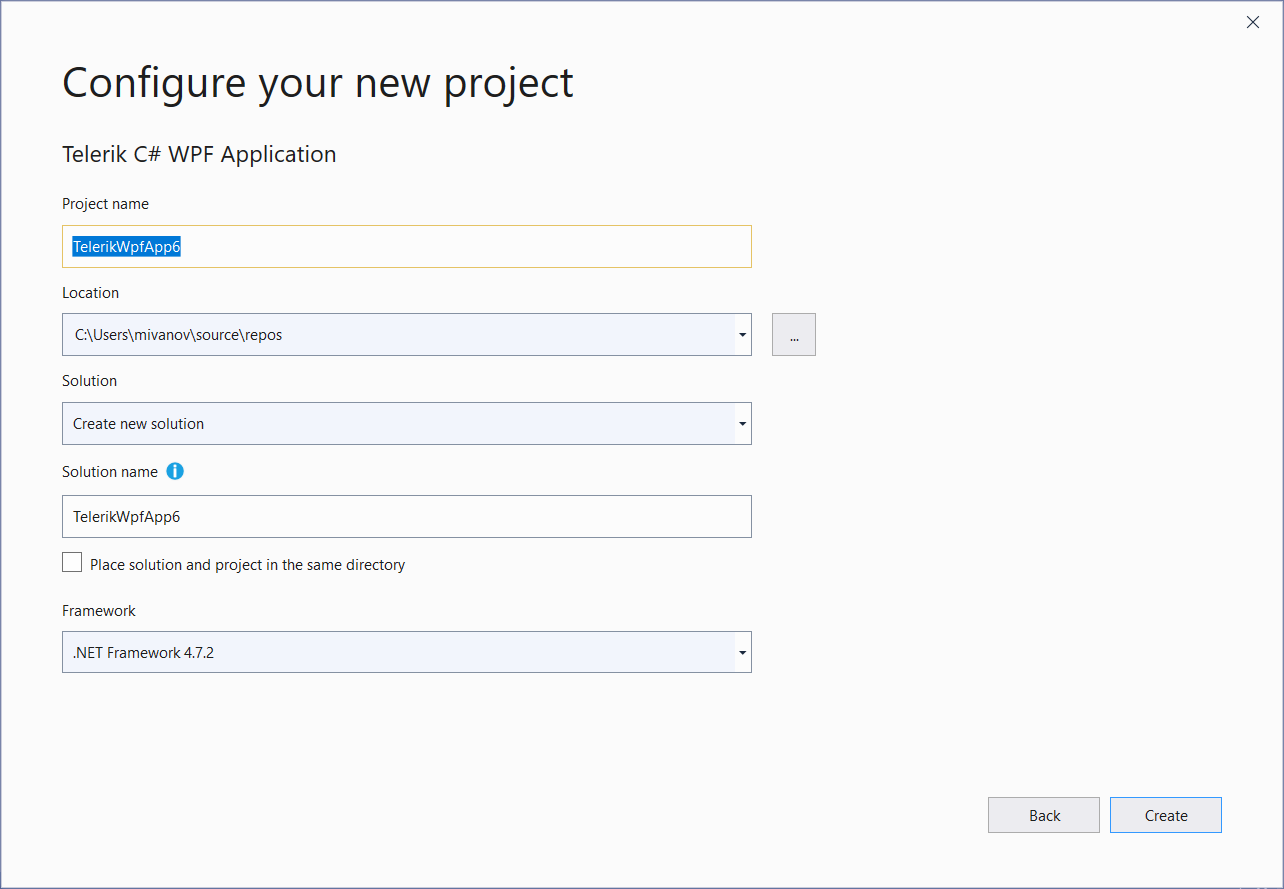 Configure your new project
Telerik C# WPF Application
Project name
TelerikWpfApp6
Location
C:\Users\mivanov\source\repos
...
Solution
Create new solution
Solution name
TelerikWpfApp6
Place solution and project in the same directory
Framework
.NET Framework 4.7.2
Back
Create